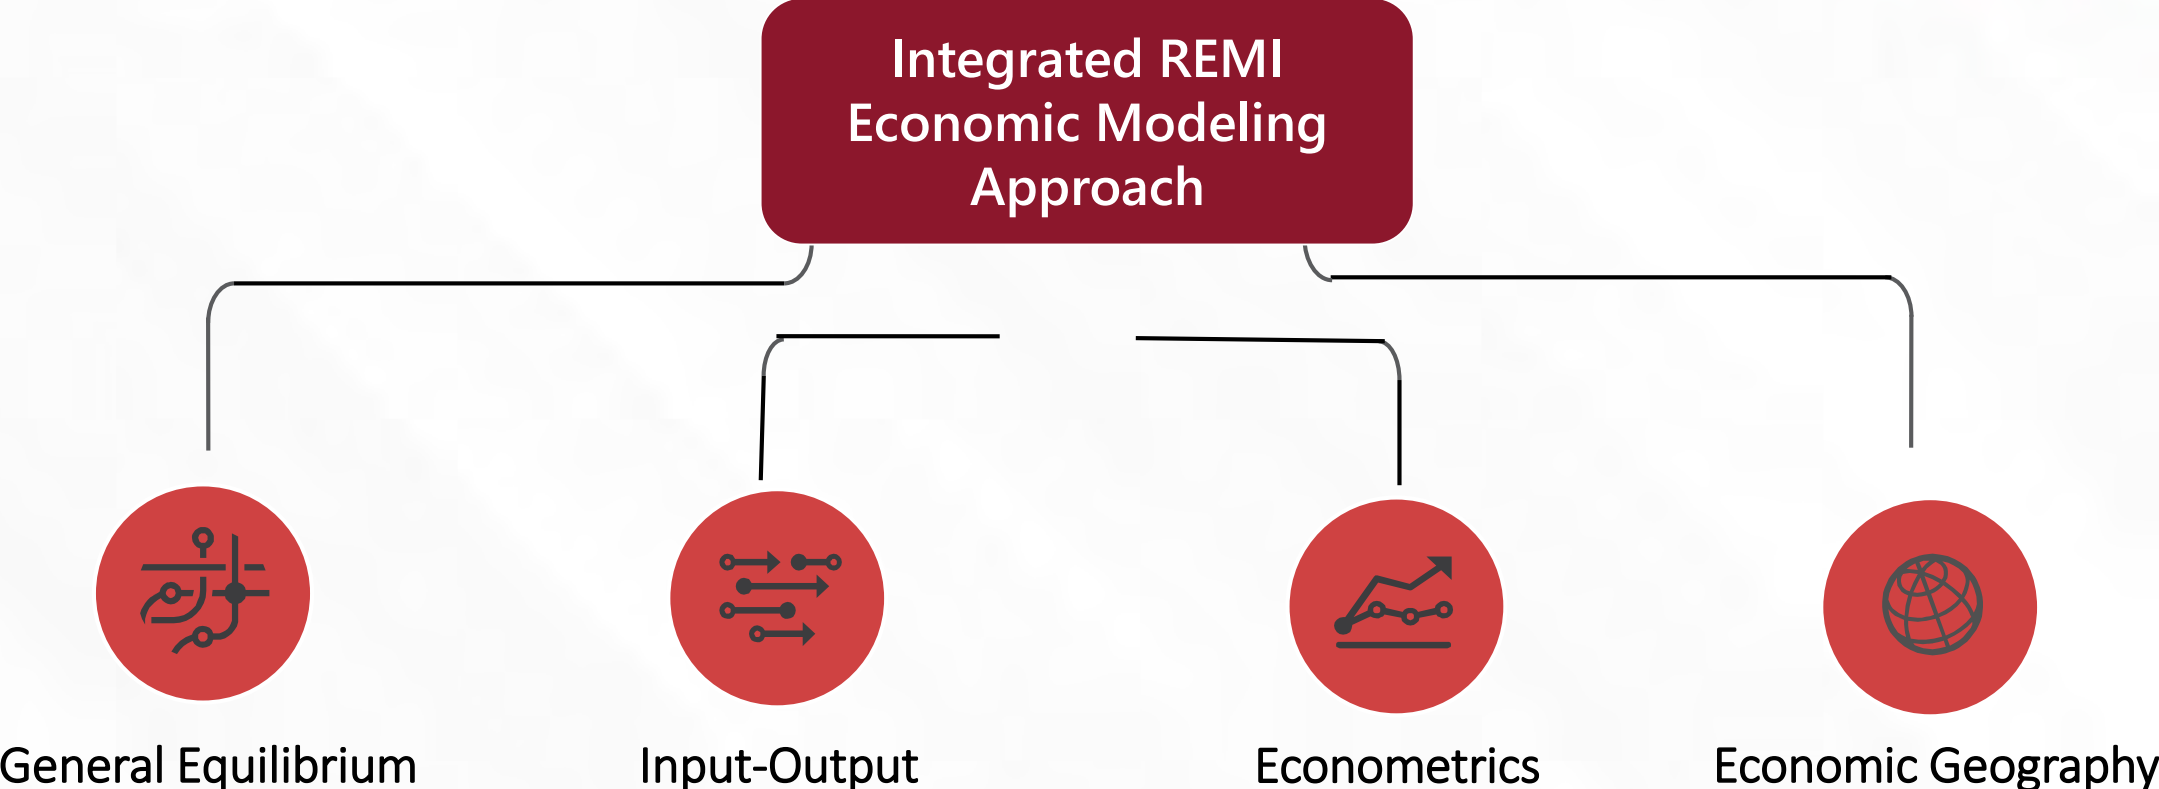 Integrated REMI
Economic Modeling
Approach
General Equilibrium
Input-Output
Econometrics
Economic Geography